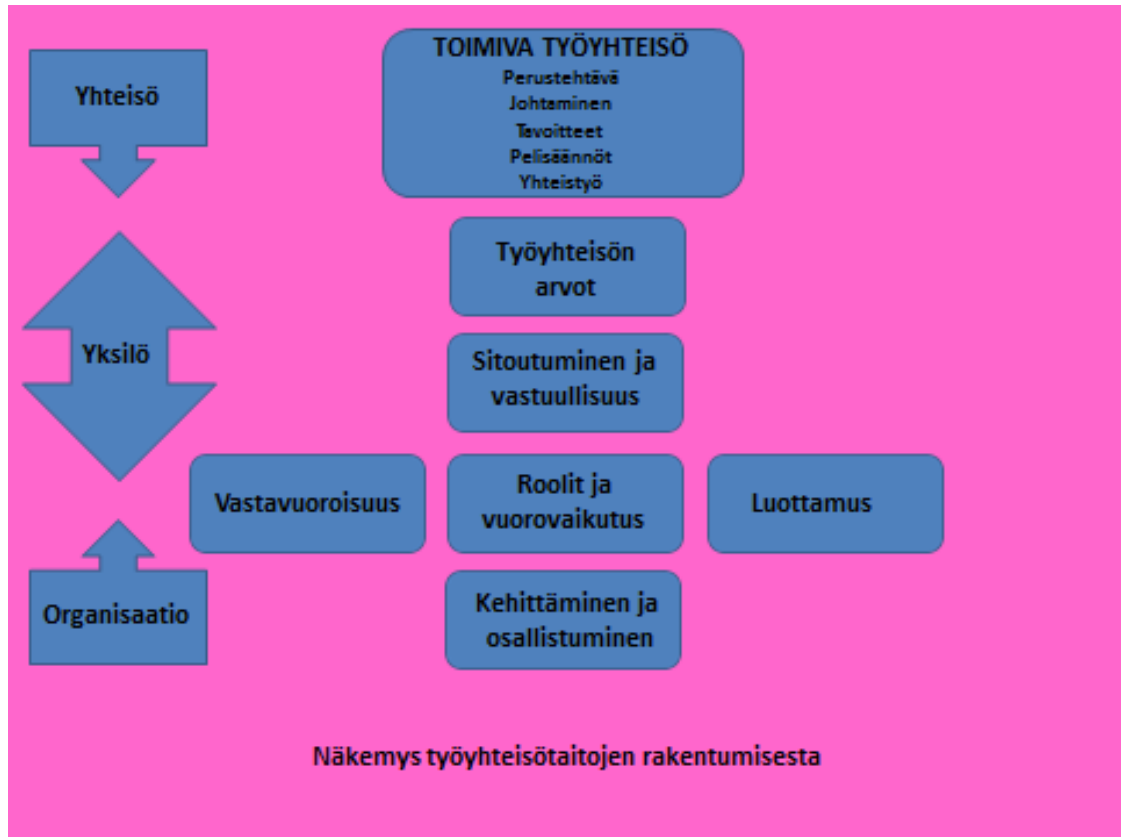 TOIMIVA TYÖYHTEISÖ
Perustehtävä
Johtaminen
Tavoitteet
Pelisäännöt
Yhteistyö
Yhteisö
Työyhteisön
arvot
Yksilö
Sitoutuminen ja
vastuullisuus
Vastavuoroisuus
Roolit ja
vuorovaikutus
Luottamus
Organisaatio
Kehittäminen ja
osallistuminen
Näkemys työyhteisötaitojen rakentumisesta